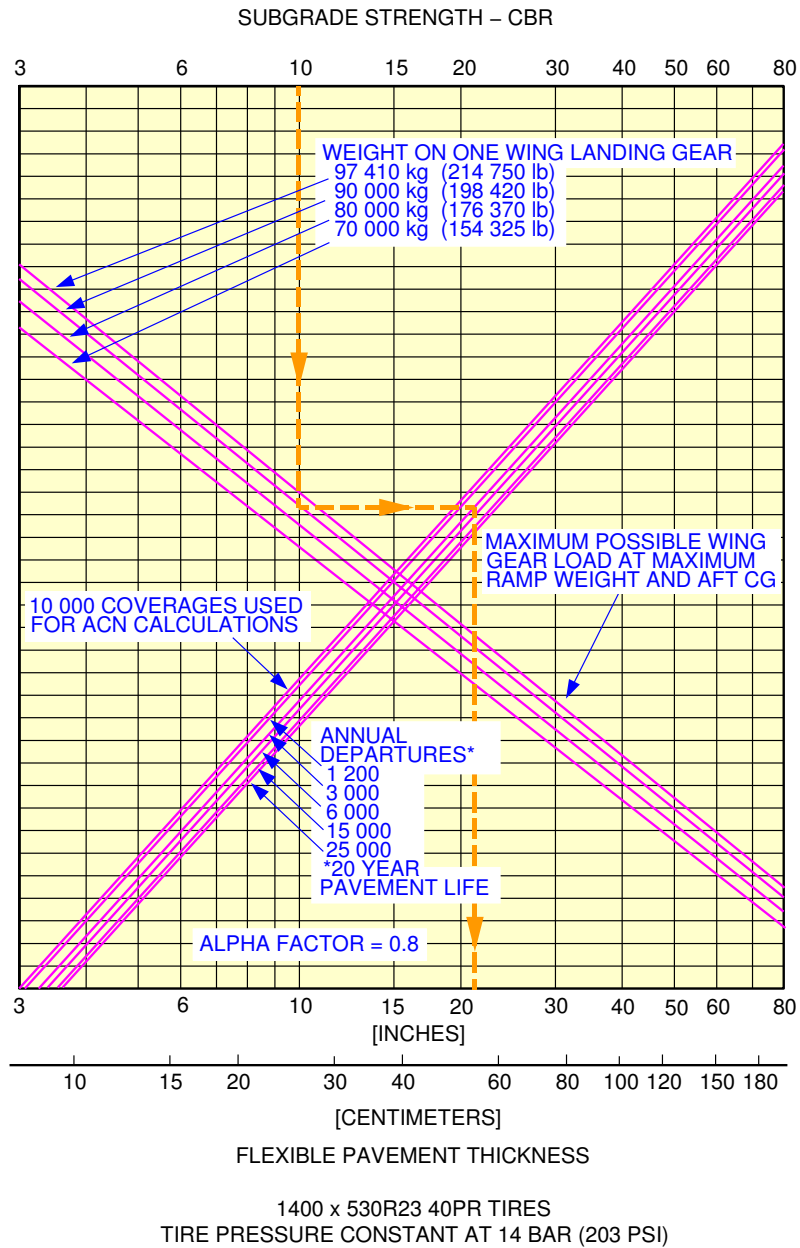 SUBGRADE STRENGTH – CBR
3 6 10 15 20 30 40 50 60 80
WEIGHT ON ONE WING LANDING GEAR
97 410 kg (214 750 lb)
90 000 kg (198 420 lb)
80 000 kg (176 370 lb)
70 000 kg (154 325 lb)
MAXIMUM POSSIBLE WING
GEAR LOAD AT MAXIMUM
RAMP WEIGHT AND AFT CG
10 000 COVERAGES USED
FOR ACN CALCULATIONS
ANNUAL
DEPARTURES*
1 200
3 000
6 000
15 000
25 000
*20 YEAR
PAVEMENT LIFE
ALPHA FACTOR = 0.8
3 6 10 15 20 30 40 50 60 80
[INCHES]
10 15 20 30 40 60 80 100 120 150 180
[CENTIMETERS]
FLEXIBLE PAVEMENT THICKNESS
1400 x 530R23 40PR TIRES
TIRE PRESSURE CONSTANT AT 14 BAR (203 PSI)